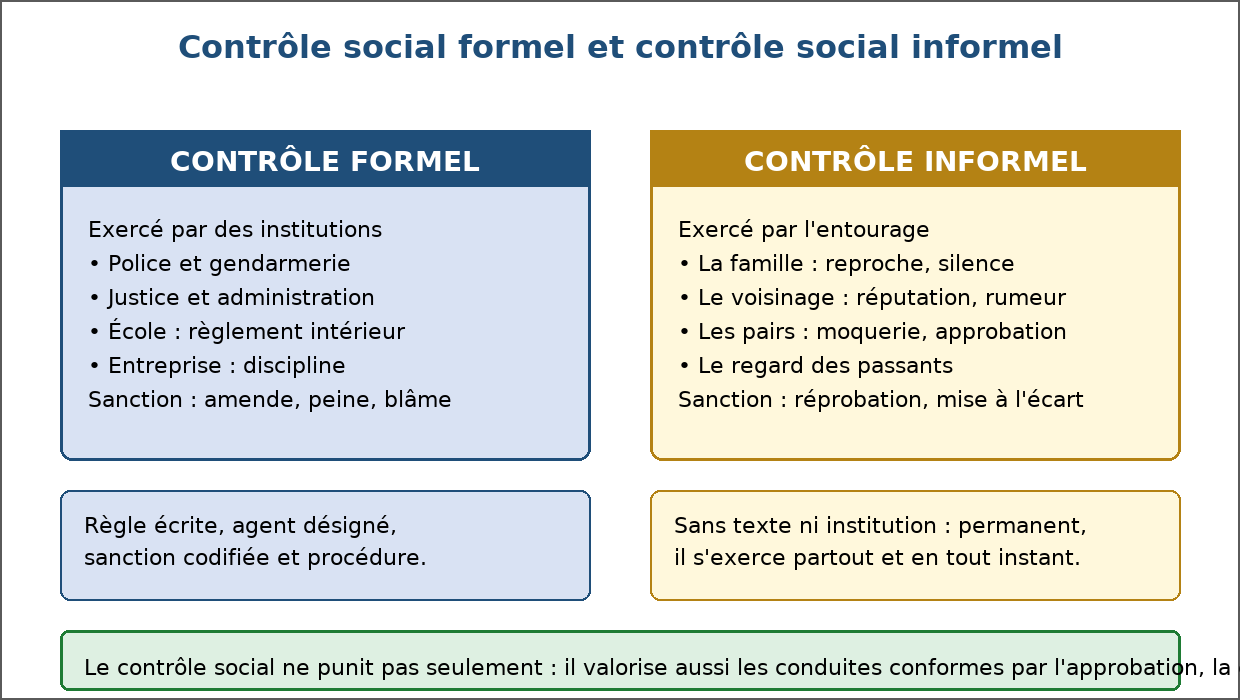 Contrôle social formel et contrôle social informel
CONTRÔLE FORMEL
Exercé par des institutions
• Police et gendarmerie
• Justice et administration
• École : règlement intérieur
• Entreprise : discipline
Sanction : amende, peine, blâme
CONTRÔLE INFORMEL
Exercé par l'entourage
• La famille : reproche, silence
• Le voisinage : réputation, rumeur
• Les pairs : moquerie, approbation
• Le regard des passants
Sanction : réprobation, mise à l'écart
Règle écrite, agent désigné,
sanction codifiée et procédure.
Sans texte ni institution : permanent,
il s'exerce partout et en tout instant.
Le contrôle social ne punit pas seulement : il valorise aussi les conduites conformes par l'approbation, la